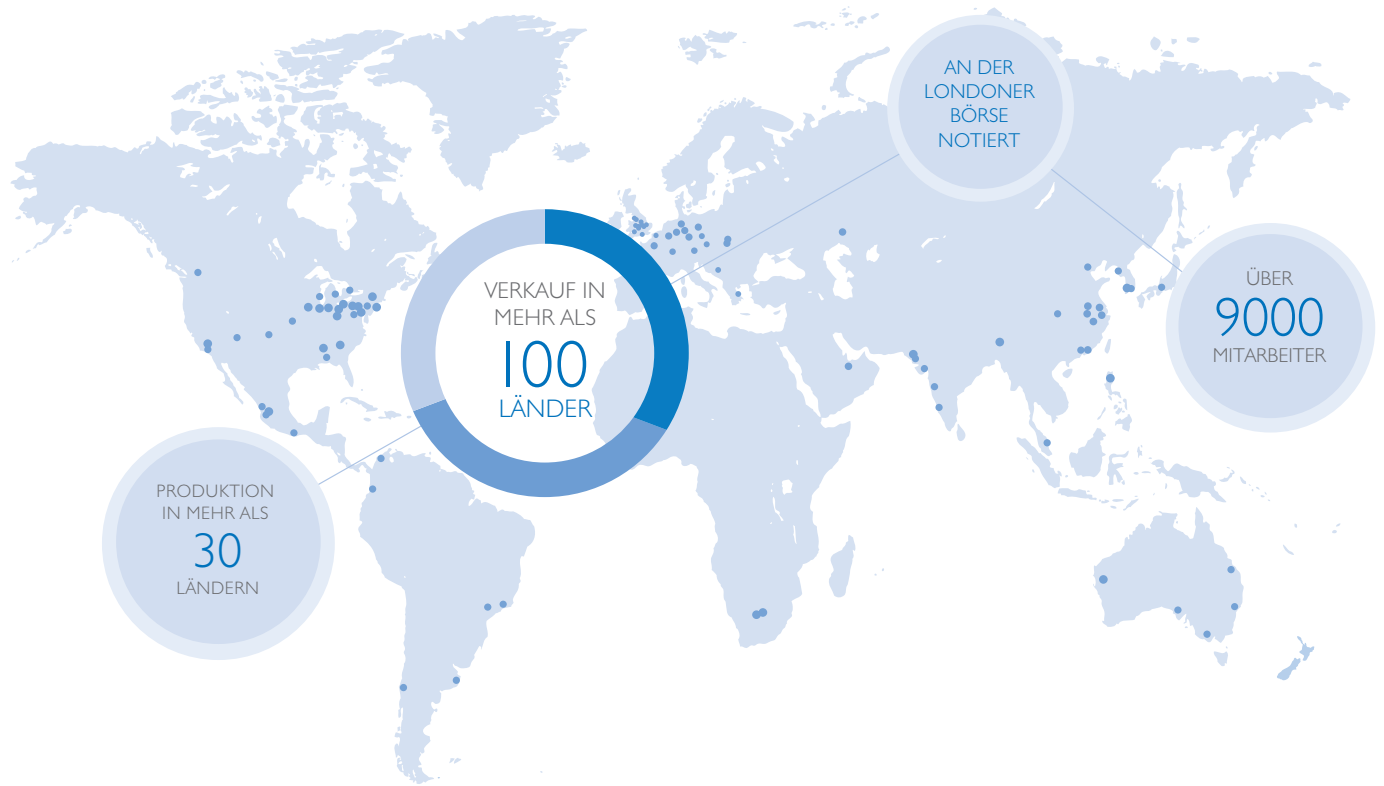 AN DER
LONDONER
BÖRSE
NOTIERT
ÜBER
9000
MITARBEITER
VERKAUF IN
MEHR ALS
100
LÄNDER
PRODUKTION
IN MEHR ALS
30
LÄNDERN